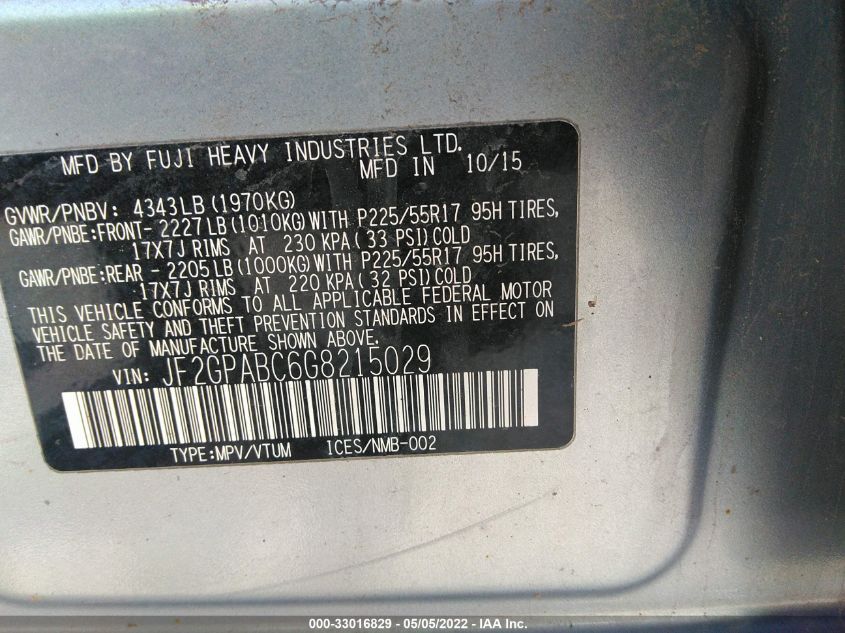 MFD BY FUJI HEAVY INDUSTRIES LTD.
MFD IN 10/15
GVWR/PNBV: 4343LB(1970KG)
GAWR/PNBE:FRONT- 2227LB(1010KG)WITH P225/55R17 95H TIRES,
17X7J RIMS AT 230 KPA(33 PSI)COLD
GAWR/PNBE:REAR - 2205LB(1000KG)WITH P225/55R17 95H TIRES,
17X7J RIMS AT 220 KPA(32 PSI)COLD
THIS VEHICLE CONFORMS TO ALL APPLICABLE FEDERAL MOTOR
VEHICLE SAFETY AND THEFT PREVENTION STANDARDS IN EFFECT ON
THE DATE OF MANUFACTURE SHOWN ABOVE.
VIN: JF2GPABC6G8215029
TYPE:MPV/VTUM ICES/NMB-002
000-33016829 - 05/05/2022 - IAA Inc.